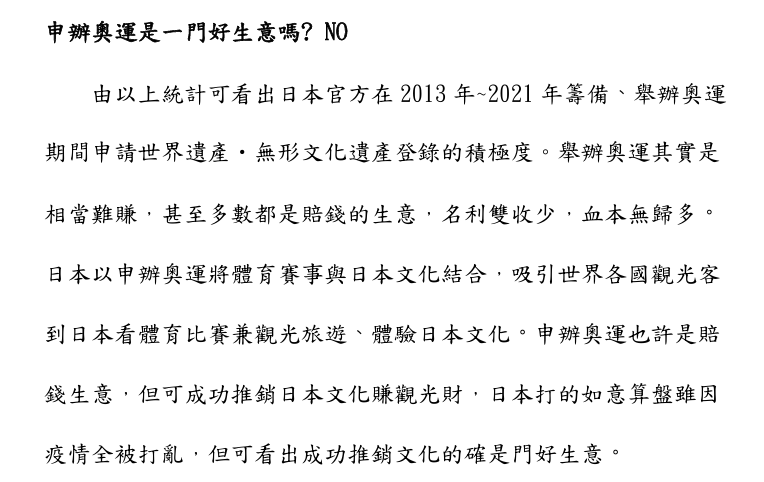 申辦奧運是一門好生意嗎? NO
由以上統計可看出日本官方在 2013 年~2021 年籌備、舉辦奧運
期間申請世界遺產・無形文化遺產登錄的積極度。舉辦奧運其實是
相當難賺，甚至多數都是賠錢的生意，名利雙收少，血本無歸多。
日本以申辦奧運將體育賽事與日本文化結合，吸引世界各國觀光客
到日本看體育比賽兼觀光旅遊、體驗日本文化。申辦奧運也許是賠
錢生意，但可成功推銷日本文化賺觀光財，日本打的如意算盤雖因
疫情全被打亂，但可看出成功推銷文化的確是門好生意。